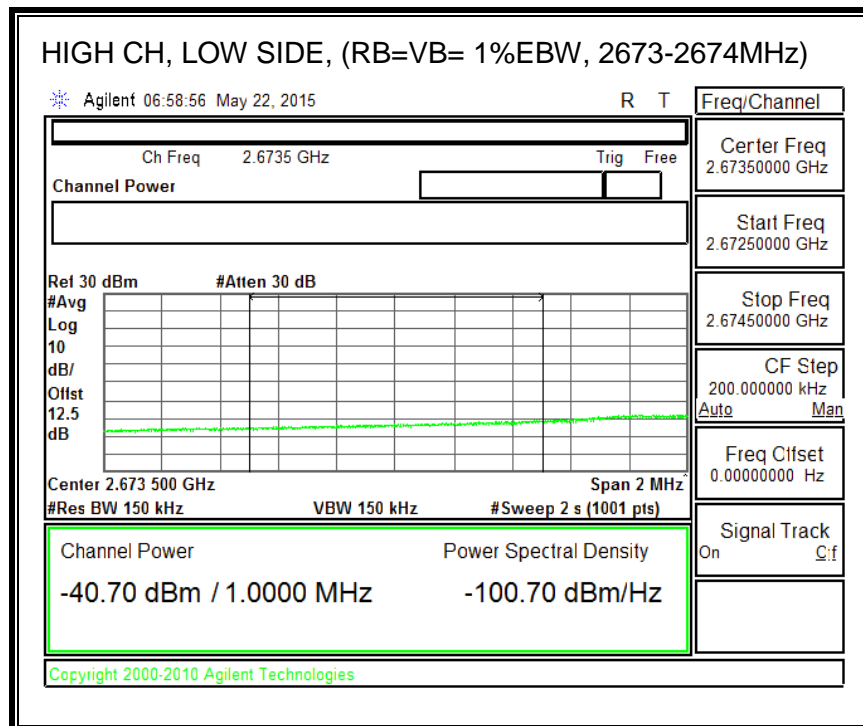 HIGH CH, LOW SIDE, (RB=VB= 1%EBW, 2673-2674MHz)
Agilent 06:58:56 May 22, 2015 R T
Freq/Channel
Ch Freq 2.6735 GHz Trig Free
Channel Power
Center Freq
2.67350000 GHz
Start Freq
2.67250000 GHz
Stop Freq
2.67450000 GHz
CF Step
200.000000 kHz
Auto Man
Freq Offset
0.00000000 Hz
Signal Track
On Off
Ref 30 dBm #Atten 30 dB
#Avg
Log
10
dB/
Offst
12.5
dB
Center 2.673 500 GHz Span 2 MHz
#Res BW 150 kHz VBW 150 kHz #Sweep 2 s (1001 pts)
Channel Power Power Spectral Density
-40.70 dBm / 1.0000 MHz -100.70 dBm/Hz
Copyright 2000-2010 Agilent Technologies